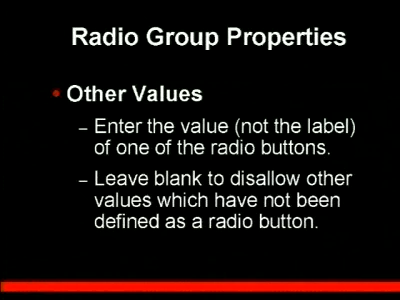 Radio Group Properties
• Other Values
– Enter the value (not the label)
of one of the radio buttons.
– Leave blank to disallow other
values which have not been
defined as a radio button.